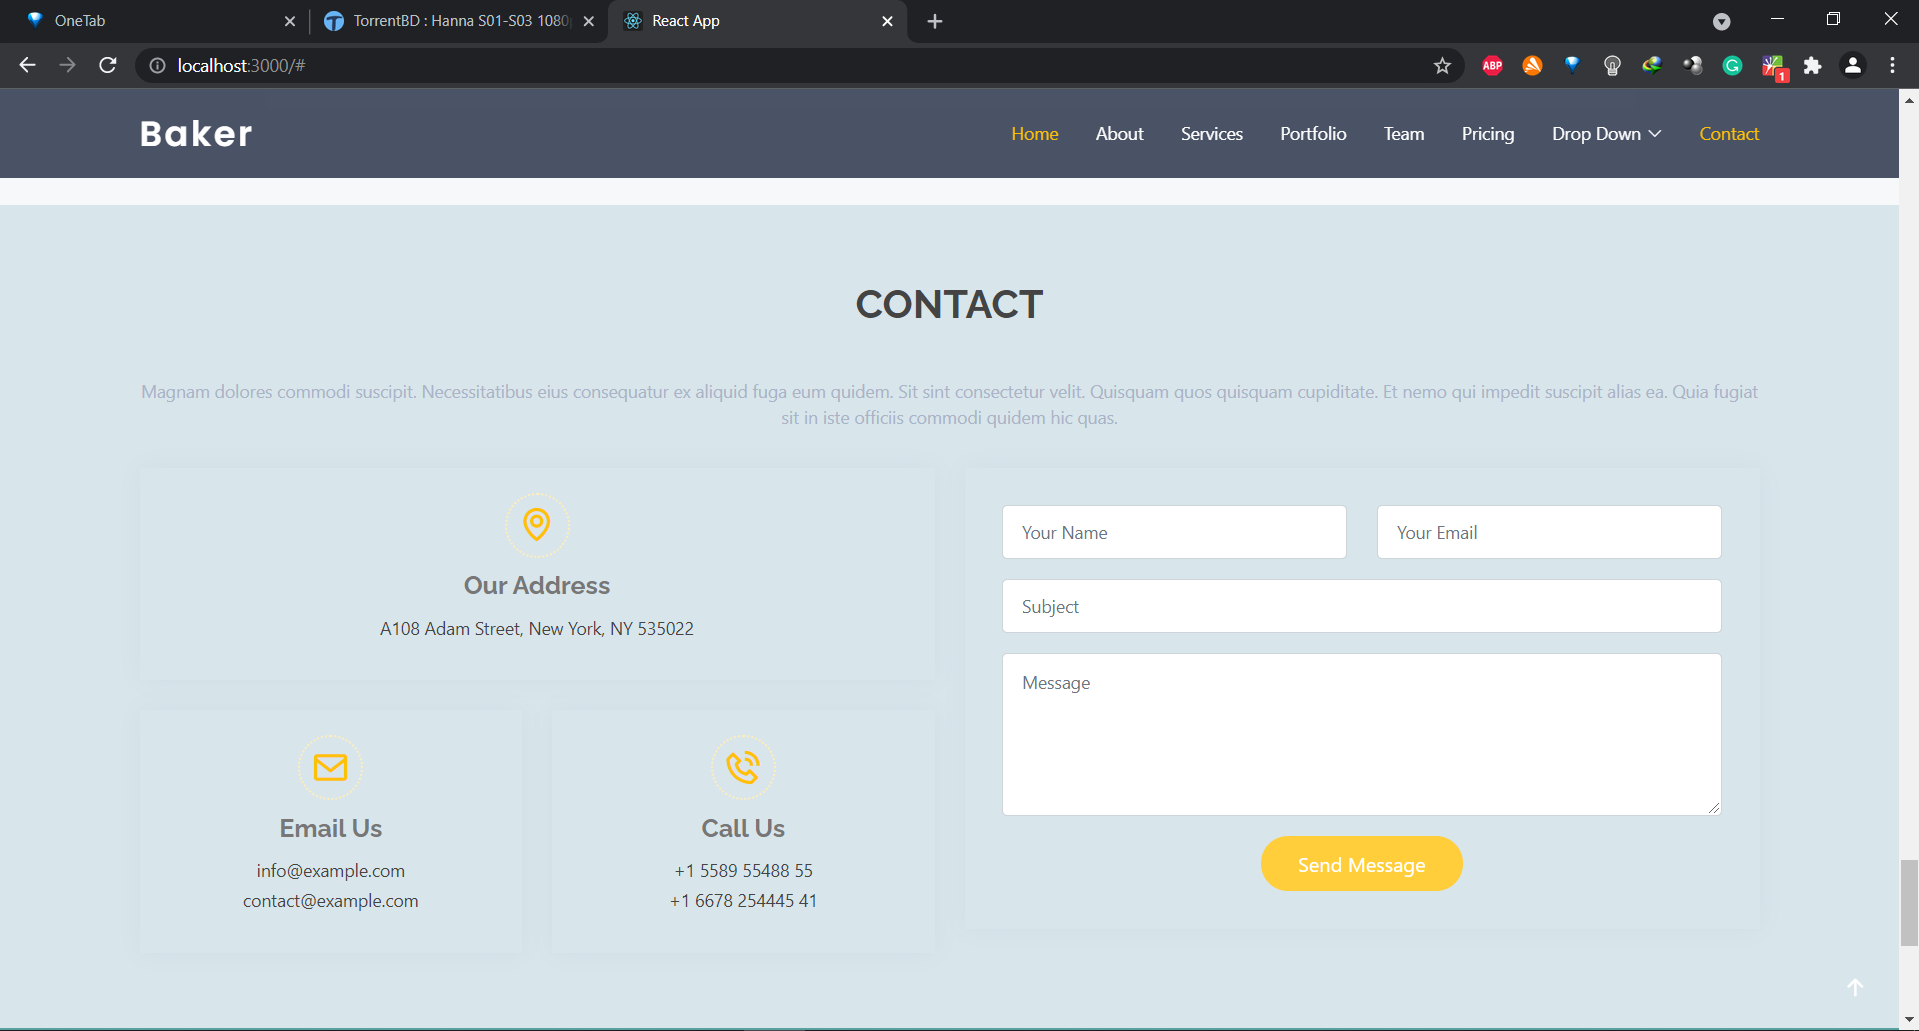 OneTab
TorrentBD : Hanna S01-S03 1080p
React App
localhost:3000/#
ABP
1
Baker
Home About Services Portfolio Team Pricing Drop Down Contact
CONTACT
Magnam dolores commodi suscipit. Necessitatibus eius consequatur ex aliquid fuga eum quidem. Sit sint consectetur velit. Quisquam quos quisquam cupiditate. Et nemo qui impedit suscipit alias ea. Quia fugiat
sit in iste officiis commodi quidem hic quas.
Our Address
A108 Adam Street, New York, NY 535022
Email Us
info@example.com
contact@example.com
Call Us
+1 5589 55488 55
+1 6678 254445 41
Your Name
Your Email
Subject
Message
Send Message